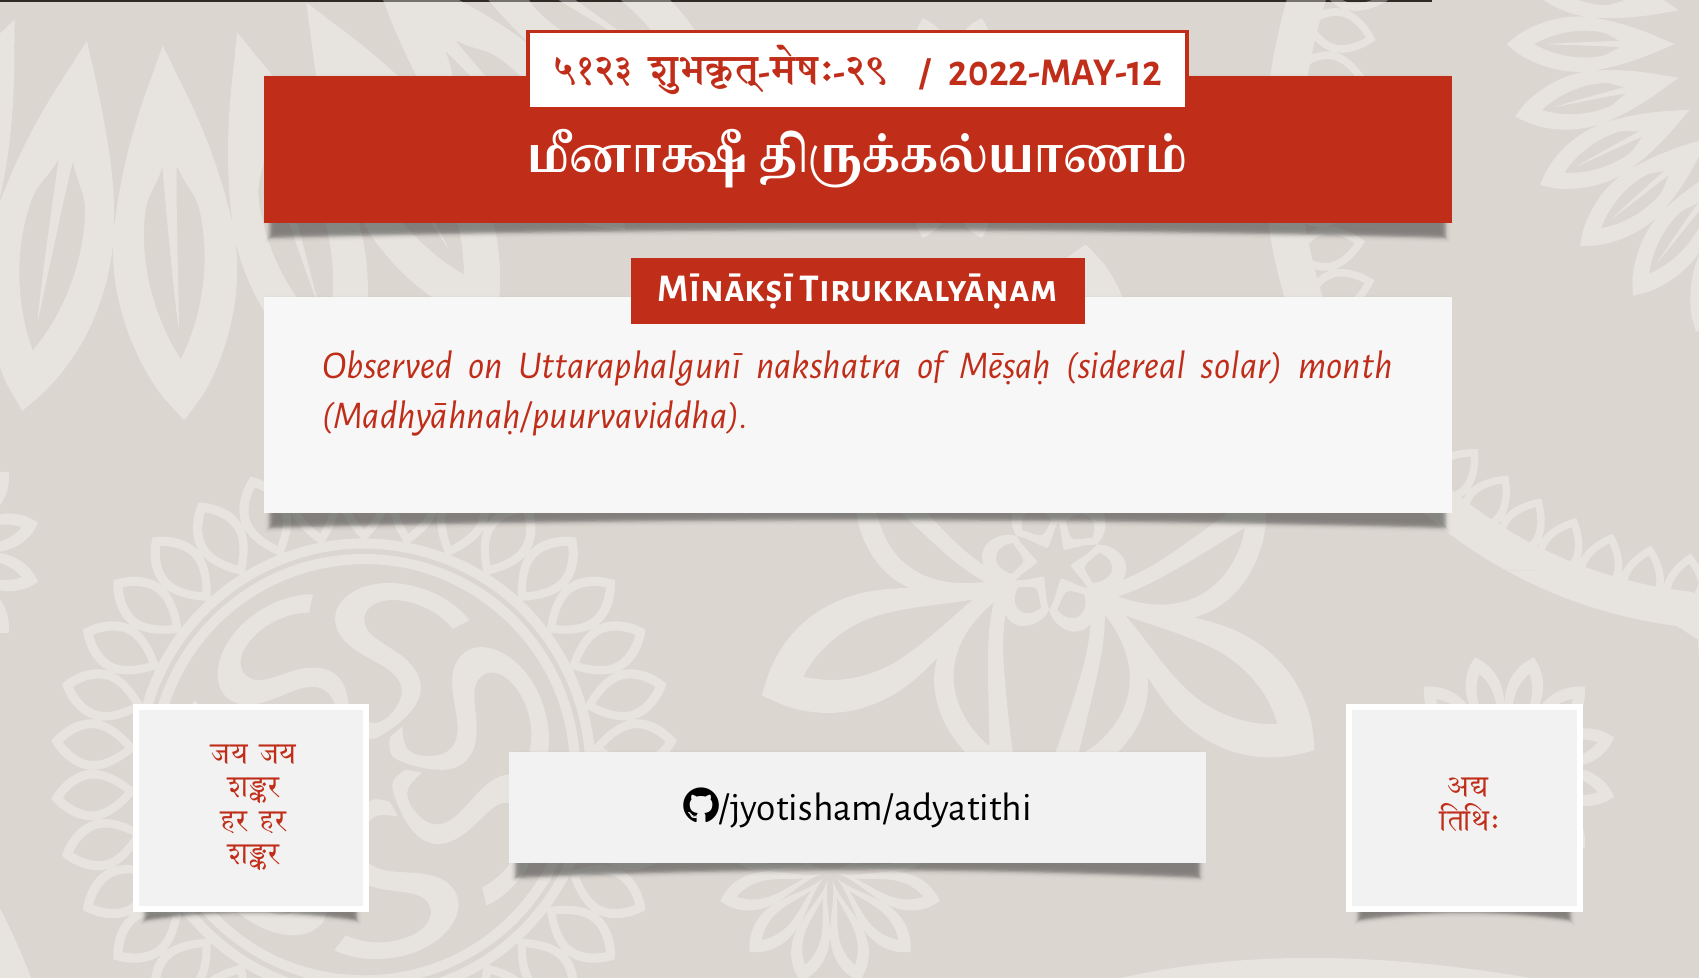 ५१२३ शुभकृत्-मेषः-२९ / 2022-MAY-12
மீனாக்ஷீ திருக்கல்யாணம்
Mīnākṣī Tirukkalyāṇam
Observed on Uttaraphalgunī nakshatra of Mēṣaḥ (sidereal solar) month
(Madhyāhnaḥ/puurvaviddha).
जय जय
शङ्कर
हर हर
शङ्कर
/jyotisham/adyatithi
अद्य
तिथिः